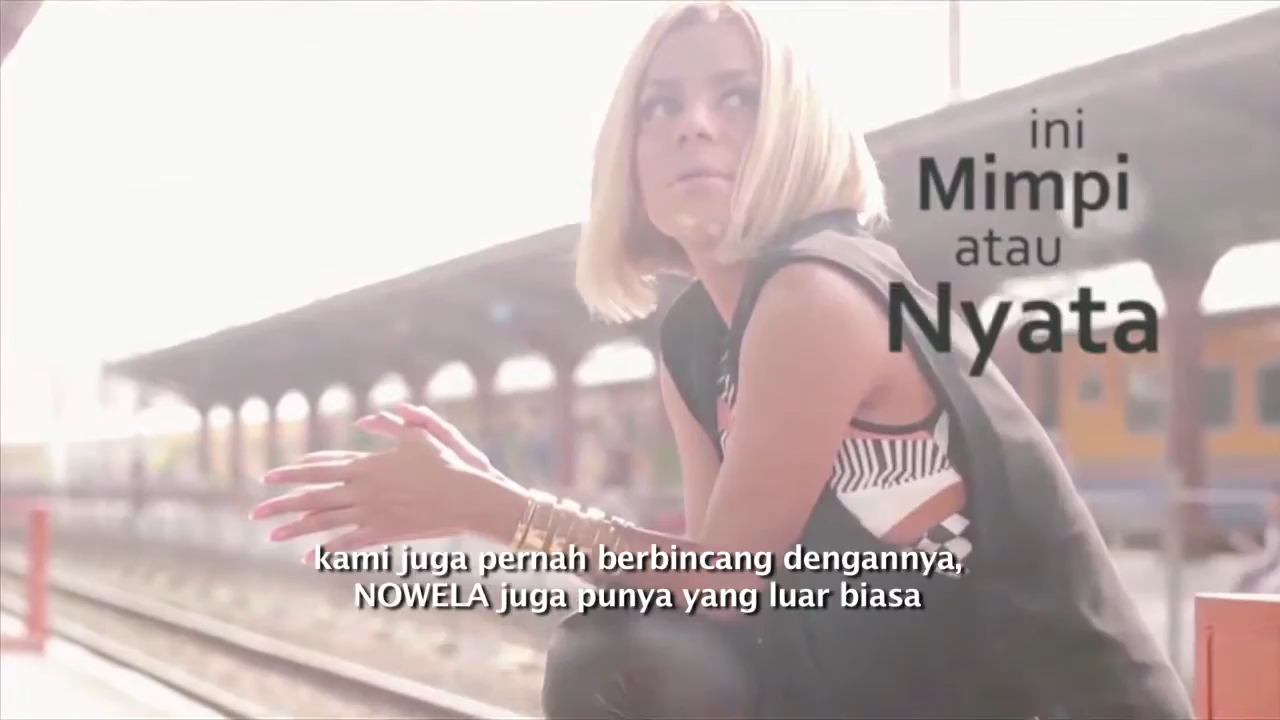 ini
Mimpi
atau
Nyata
kami juga pernah berbincang dengannya,
NOWELA juga punya yang luar biasa